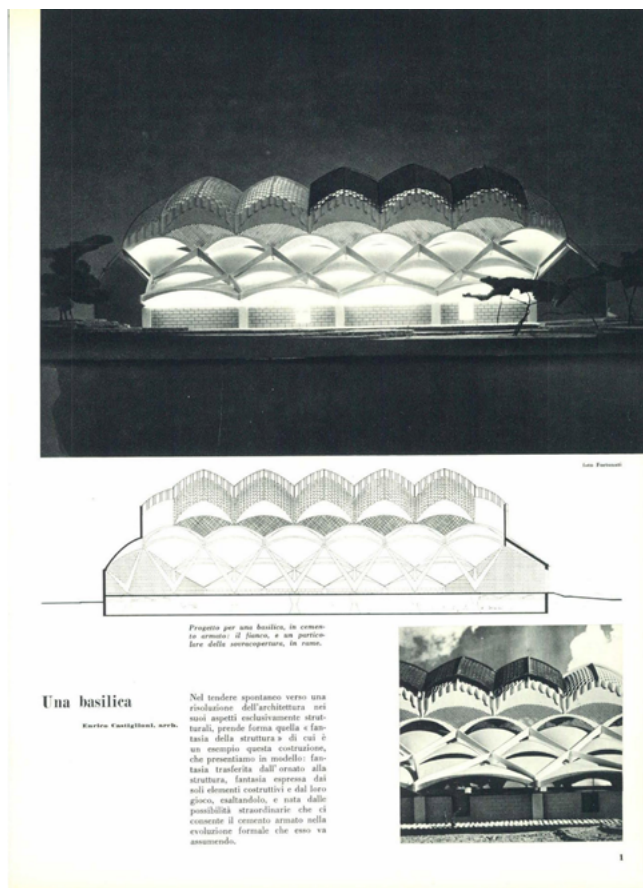 foto Fortunati
Progetto per una basilica, in cemen-
to armato: il fianco, e un partico-
lare della sovracopertura, in rame.
Una basilica
Enrico Castiglioni, arch.
Nel tendere spontaneo verso una
risoluzione dell'architettura nei
suoi aspetti esclusivamente strut-
turali, prende forma quella « fan-
tasia della struttura » di cui è
un esempio questa costruzione,
che presentiamo in modello: fan-
tasia trasferita dall'ornato alla
struttura, fantasia espressa dai
soli elementi costruttivi e dal loro
gioco, esaltandolo, e nata dalle
possibilità straordinarie che ci
consente il cemento armato nella
evoluzione formale che esso va
assumendo.
1